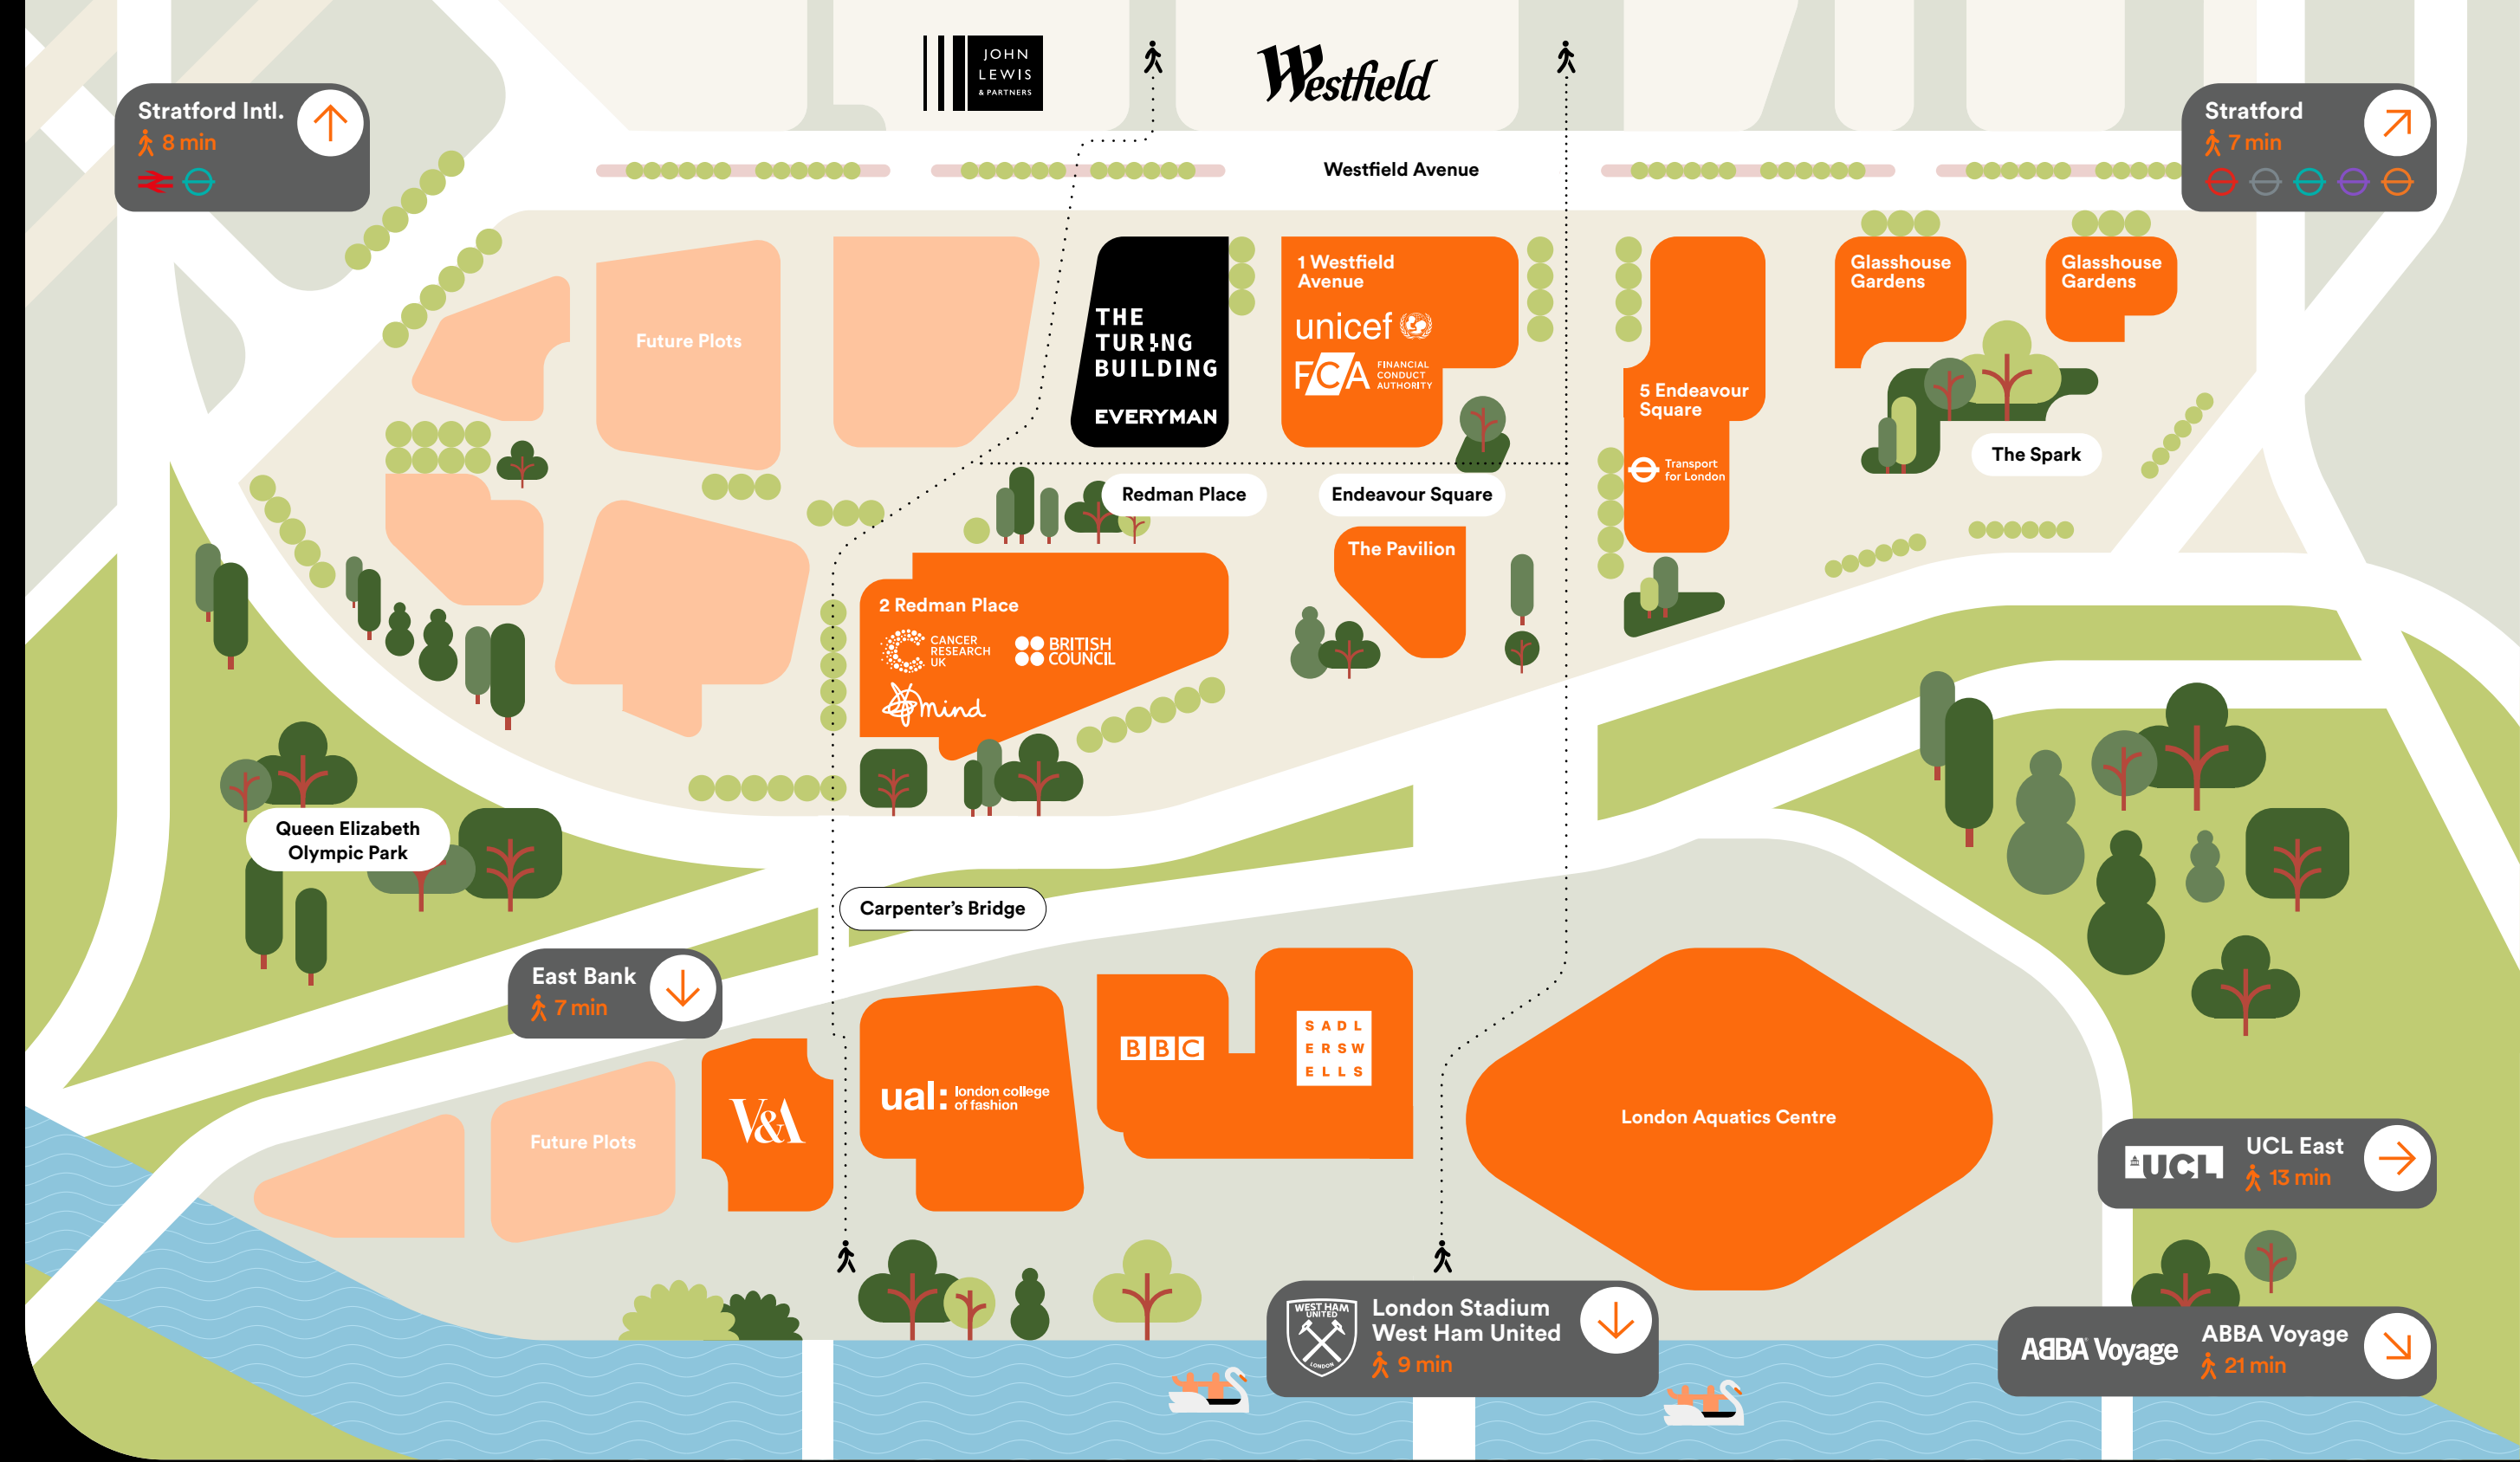 JOHN
LEWIS
& PARTNERS
Westfield
Stratford Intl.
8 min
Stratford
7 min
Westfield Avenue
Future Plots
THE
TUR!NG
BUILDING
EVERYMAN
1 Westfield
Avenue
unicef
FCA
FINANCIAL
CONDUCT
AUTHORITY
5 Endeavour
Square
Transport
for London
Glasshouse
Gardens
Glasshouse
Gardens
The Spark
Redman Place
Endeavour Square
The Pavilion
2 Redman Place
CANCER
RESEARCH
UK
BRITISH
COUNCIL
mind
Queen Elizabeth
Olympic Park
Carpenter's Bridge
East Bank
7 min
Future Plots
V&A
ual:
london college
of fashion
BBC
SADL
ERSW
ELLS
London Aquatics Centre
UCL
UCL East
13 min
WEST HAM
UNITED
LONDON
London Stadium
West Ham United
9 min
ABBA Voyage
ABBA Voyage
21 min